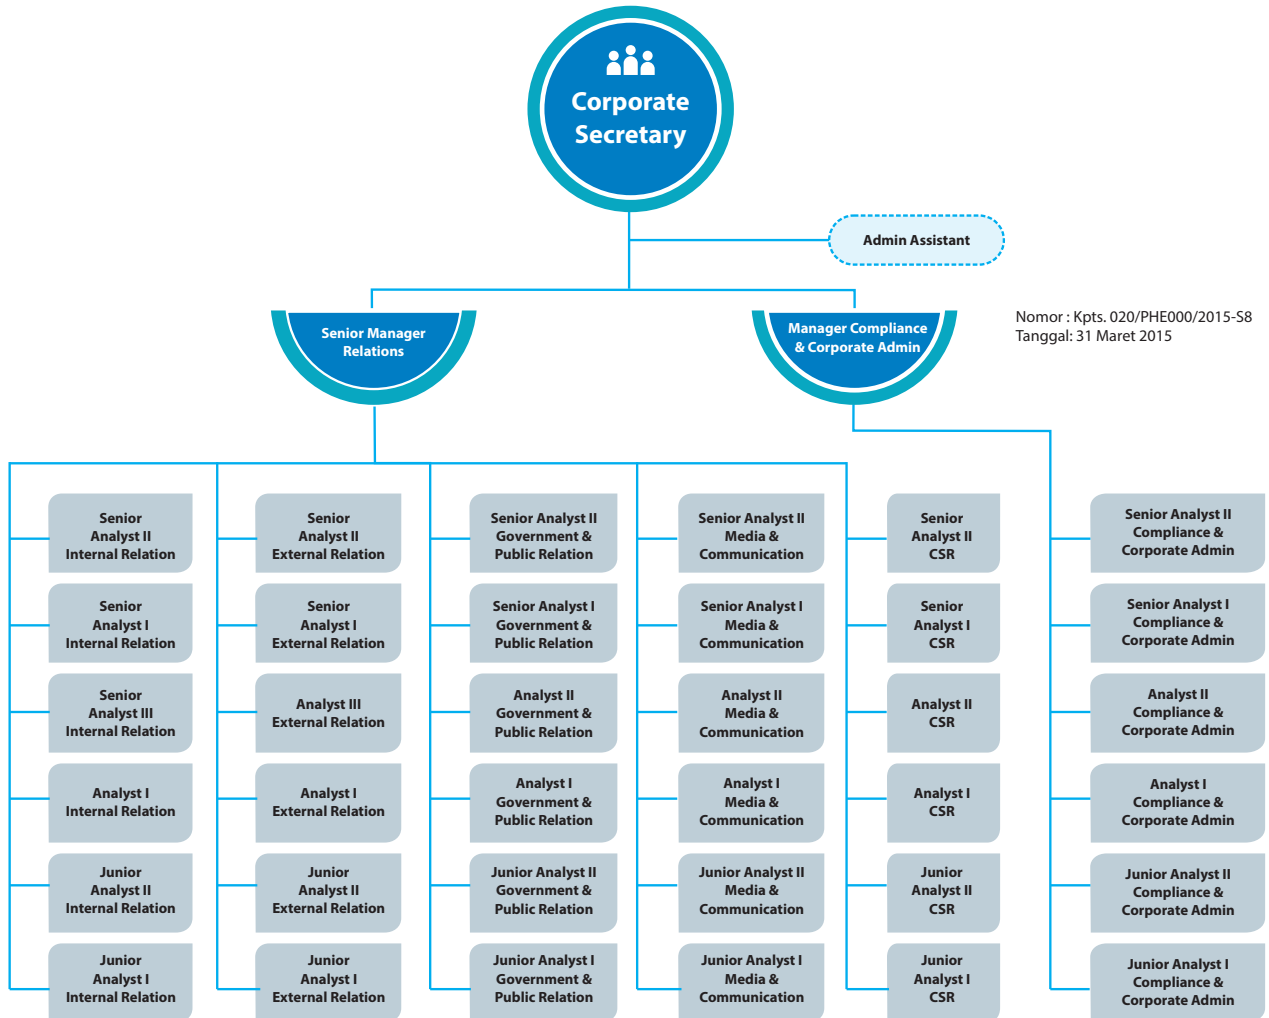 Corporate
Secretary
Admin Assistant
Senior Manager
Relations
Manager Compliance
& Corporate Admin
Nomor : Kpts. 020/PHE000/2015-S8
Tanggal: 31 Maret 2015
Senior
Analyst II
Internal Relation
Senior
Analyst II
External Relation
Senior Analyst II
Government &
Public Relation
Senior Analyst II
Media &
Communication
Senior
Analyst II
CSR
Senior Analyst II
Compliance &
Corporate Admin
Senior
Analyst I
Internal Relation
Senior
Analyst I
External Relation
Senior Analyst I
Government &
Public Relation
Senior Analyst I
Media &
Communication
Senior
Analyst I
CSR
Senior Analyst I
Compliance &
Corporate Admin
Senior
Analyst III
Internal Relation
Analyst III
External Relation
Analyst II
Government &
Public Relation
Analyst II
Media &
Communication
Analyst II
CSR
Analyst II
Compliance &
Corporate Admin
Analyst I
Internal Relation
Analyst I
External Relation
Analyst I
Government &
Public Relation
Analyst I
Media &
Communication
Analyst I
CSR
Analyst I
Compliance &
Corporate Admin
Junior
Analyst II
Internal Relation
Junior
Analyst II
External Relation
Junior Analyst II
Government &
Public Relation
Junior Analyst II
Media &
Communication
Junior
Analyst II
CSR
Junior Analyst II
Compliance &
Corporate Admin
Junior
Analyst I
Internal Relation
Junior
Analyst I
External Relation
Junior Analyst I
Government &
Public Relation
Junior Analyst I
Media &
Communication
Junior
Analyst I
CSR
Junior Analyst I
Compliance &
Corporate Admin